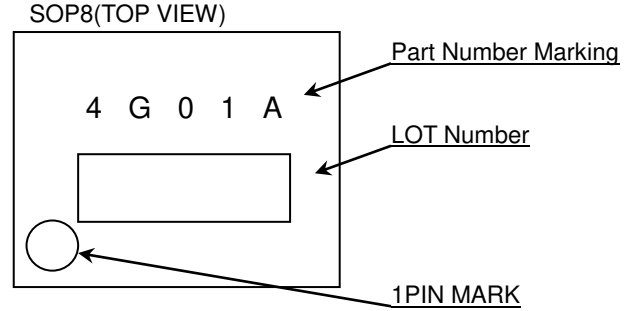 SOP8(TOP VIEW)
Part Number Marking
4 G 0 1 A
LOT Number
1PIN MARK